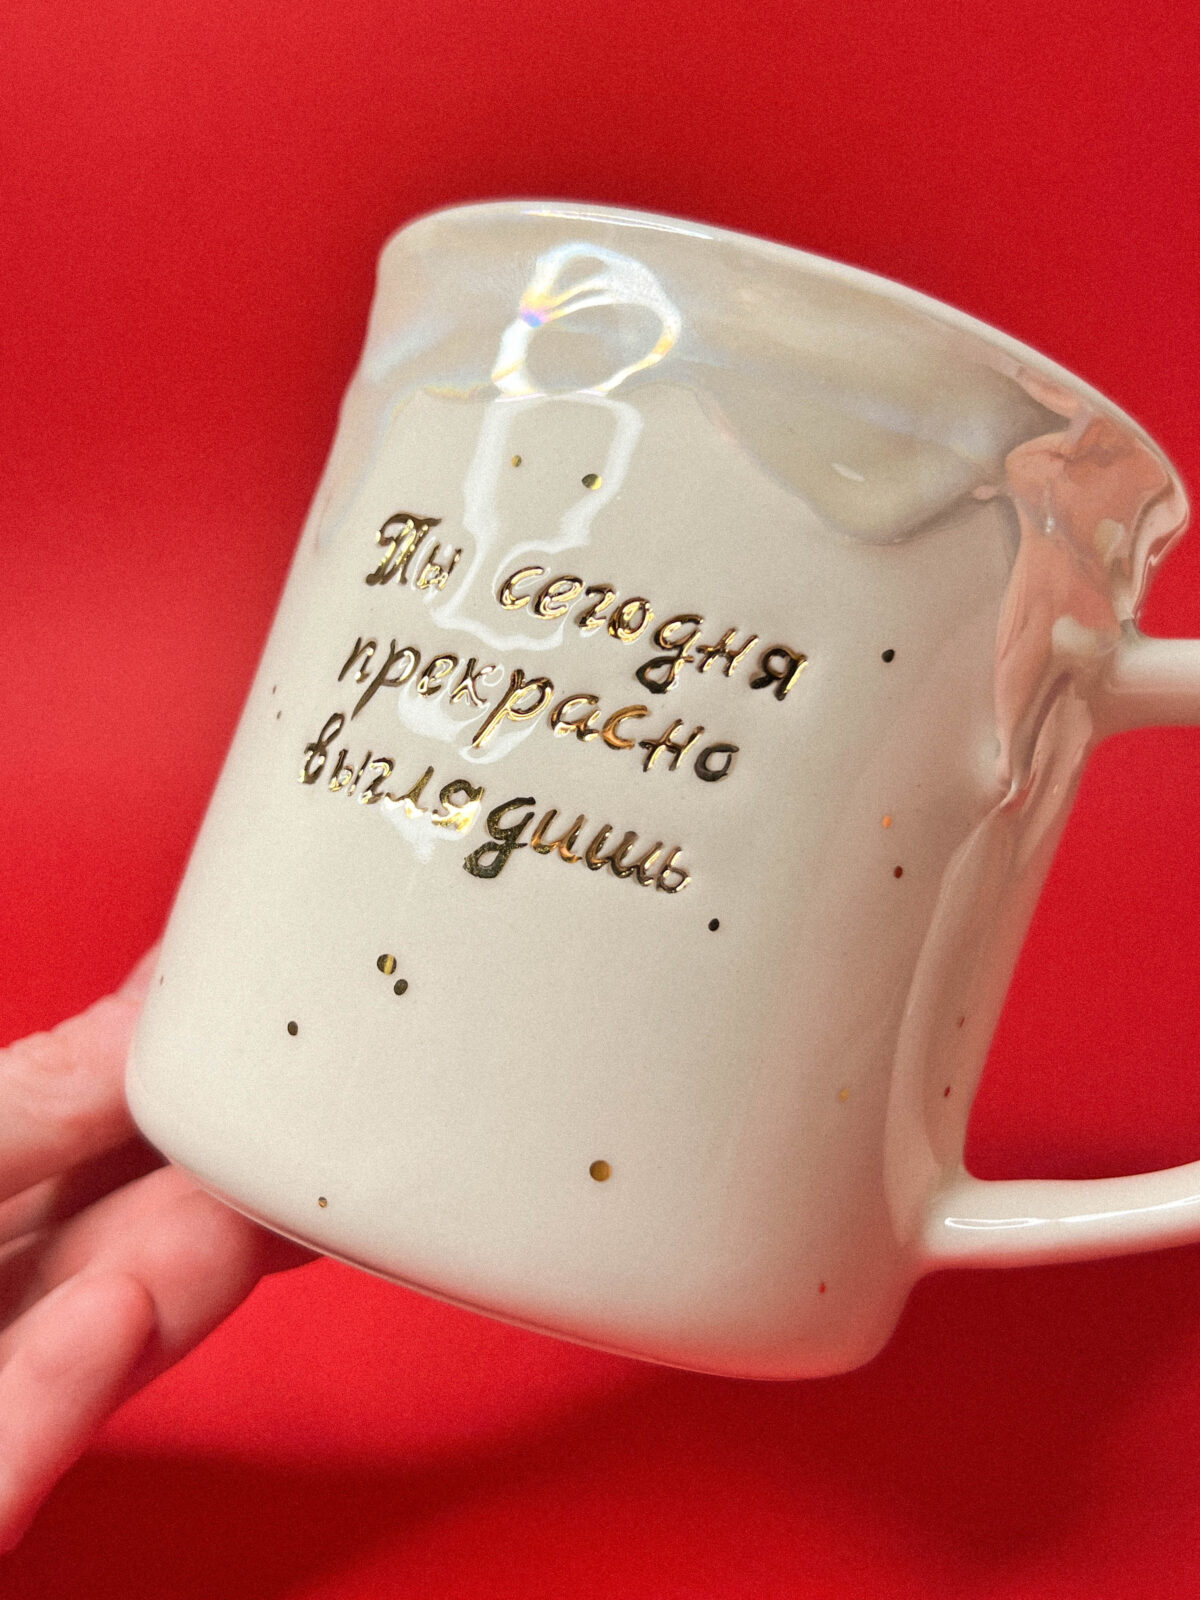 Ты сегодня
прекрасно
выглядишь